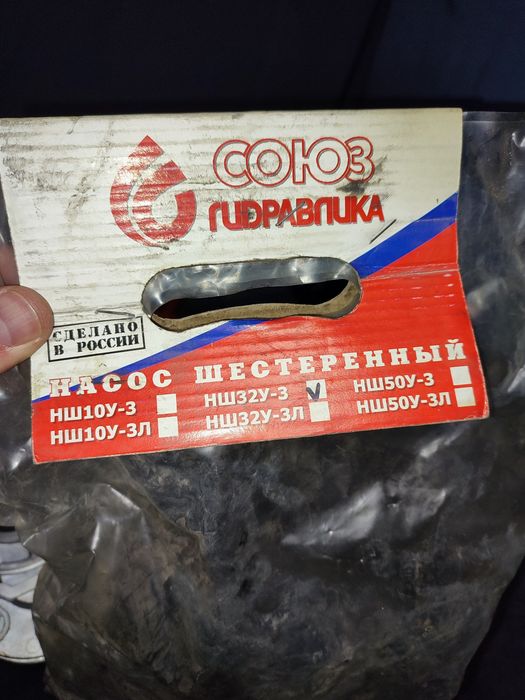 СОЮЗ
ГИДРАВЛИКА
СДЕЛАНО
В РОССИИ
НАСОС ШЕСТЕРЕННЫЙ
НШ10У-3 НШ32У-3 НШ50У-3
НШ10У-3Л НШ32У-3Л НШ50У-3Л